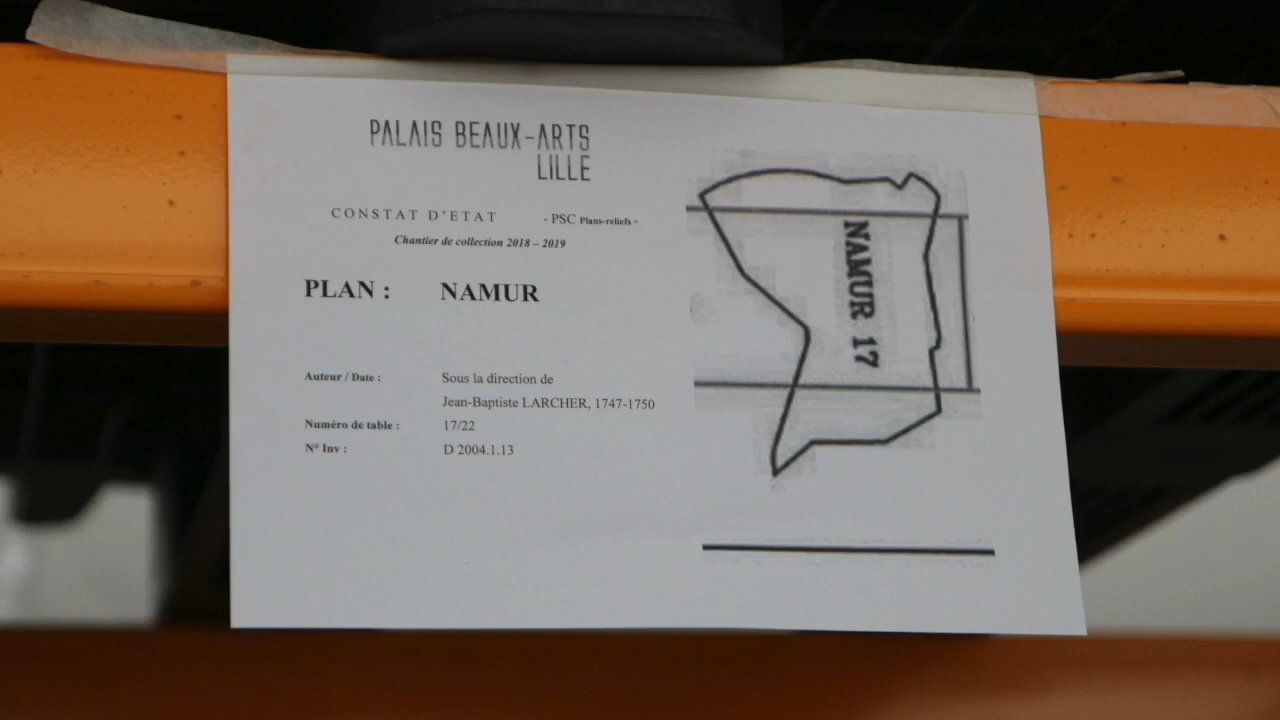 PALAIS BEAUX-ARTS
LILLE
CONSTAT D'ETAT - PSC Plans-reliefs -
Chantier de collection 2018 – 2019
PLAN : NAMUR
Auteur / Date : Sous la direction de
Jean-Baptiste LARCHER, 1747-1750
Numéro de table : 17/22
N° Inv : D 2004.1.13
NAMUR 17